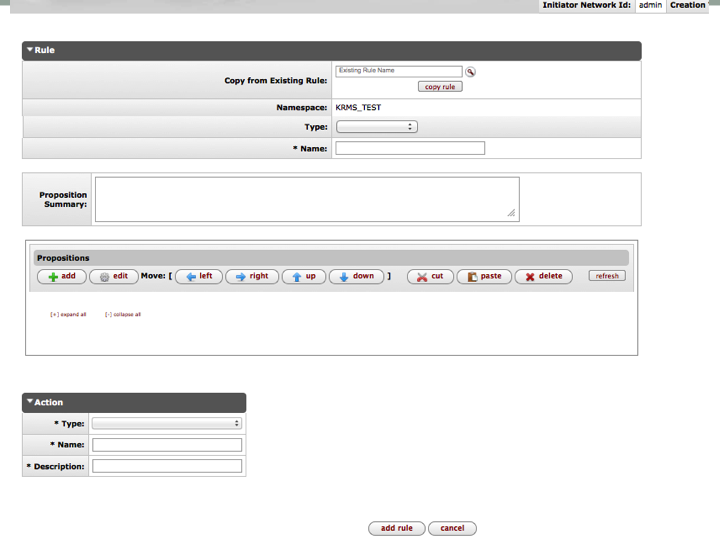 Initiator Network Id: admin Creation
Rule
Copy from Existing Rule: Existing Rule Name
copy rule
Namespace: KRMS_TEST
Type:
* Name:
Proposition
Summary:
Propositions
add edit Move: [ left right up down ] cut paste delete refresh
[+] expand all [-] collapse all
Action
* Type:
* Name:
* Description:
add rule cancel